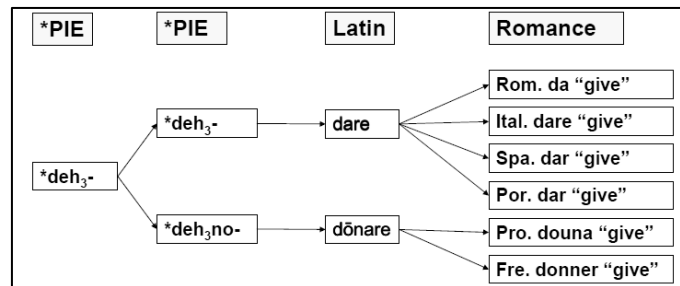 *PIE
*PIE
Latin
Romance
Rom. da “give”
*deh₃-
dare
Ital. dare “give”
Spa. dar “give”
*deh₃-
Por. dar “give”
*deh₃no-
dōnare
Pro. douna “give”
Fre. donner “give”